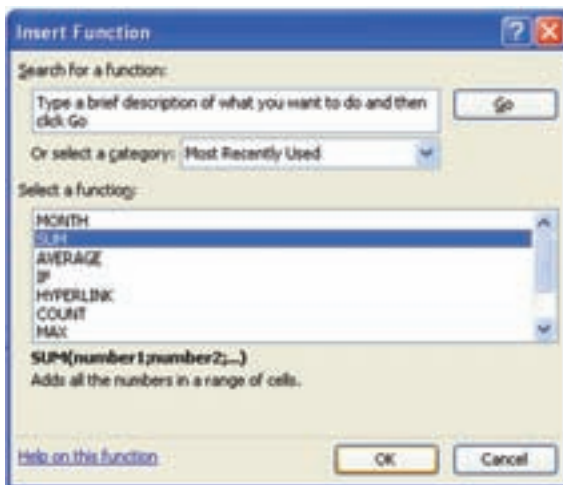 Insert Function
Search for a function:
Type a brief description of what you want to do and then
click Go
Go
Or select a category: Most Recently Used
Select a function:
MONTH
SUM
AVERAGE
IF
HYPERLINK
COUNT
MAX
SUM(number1;number2;...)
Adds all the numbers in a range of cells.
Help on this function
OK
Cancel